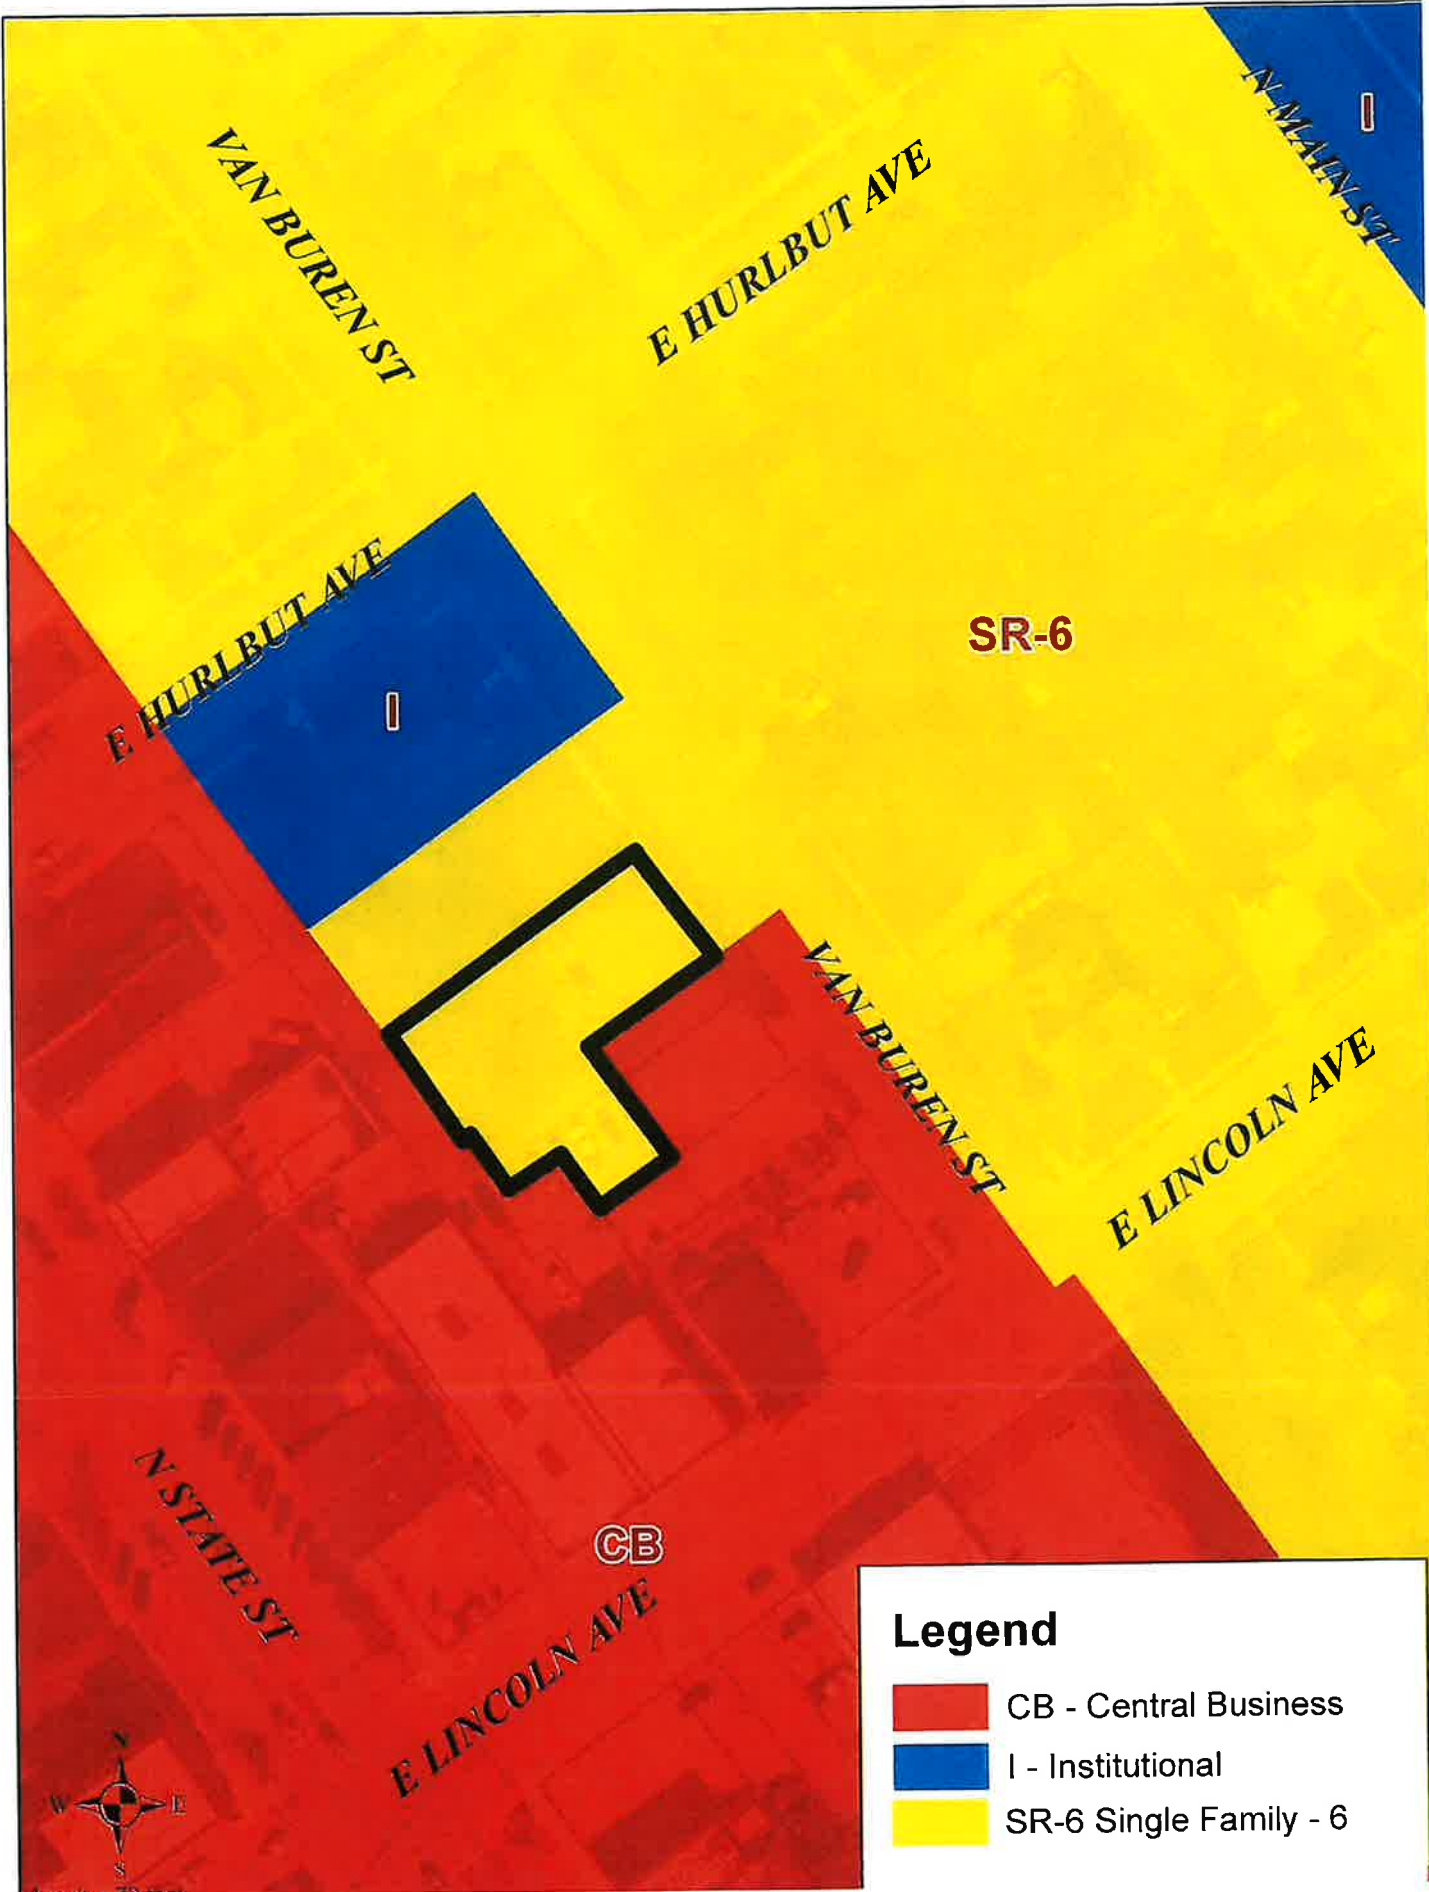 N MAIN ST
I
VAN BUREN ST
E HURLBUT AVE
E HURLBUT AVE
SR-6
I
VAN BUREN ST
E LINCOLN AVE
N STATE ST
CB
E LINCOLN AVE
Legend
CB - Central Business
I - Institutional
SR-6 Single Family - 6
N
W E
S